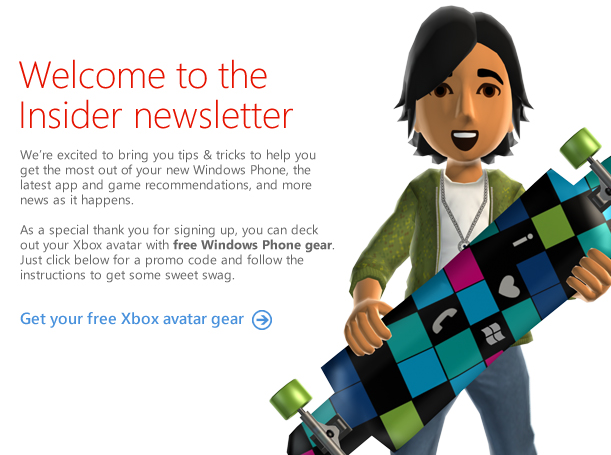 Welcome to the
Insider newsletter
We're excited to bring you tips & tricks to help you
get the most out of your new Windows Phone, the
latest app and game recommendations, and more
news as it happens.
As a special thank you for signing up, you can deck
out your Xbox avatar with free Windows Phone gear.
Just click below for a promo code and follow the
instructions to get some sweet swag.
Get your free Xbox avatar gear